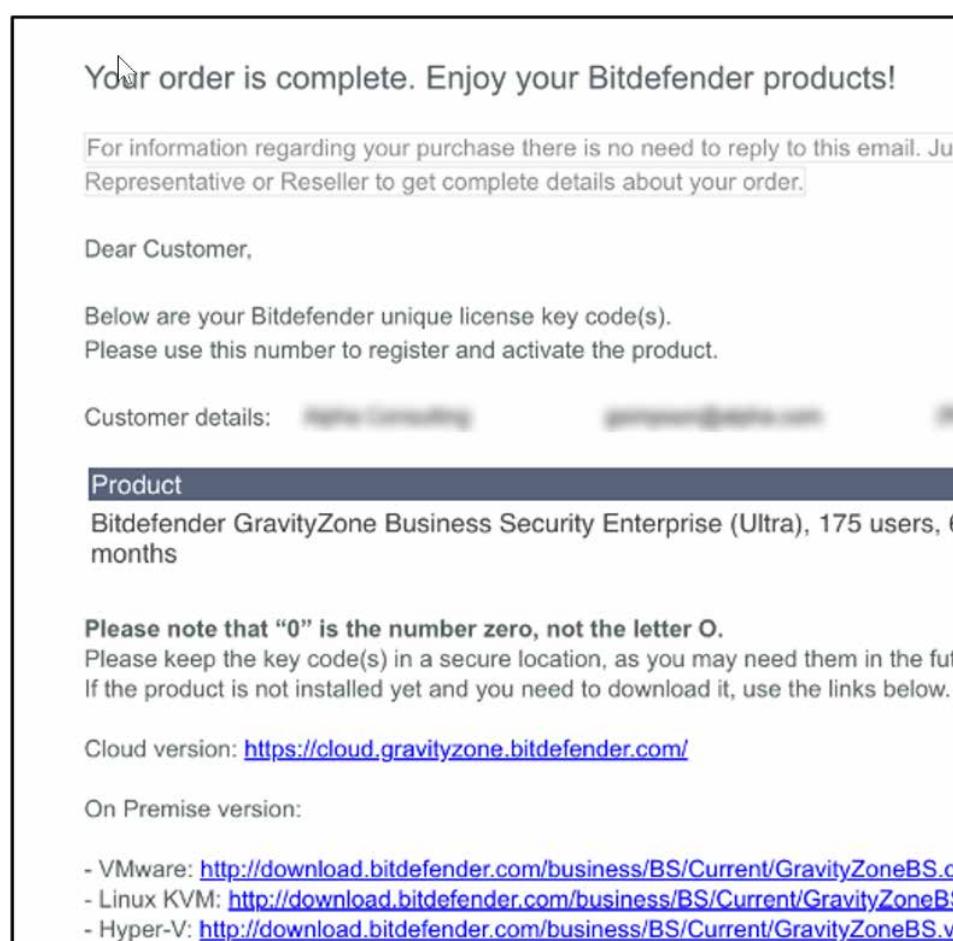 Your order is complete. Enjoy your Bitdefender products!
For information regarding your purchase there is no need to reply to this email. Ju
Representative or Reseller to get complete details about your order.
Dear Customer,
Below are your Bitdefender unique license key code(s).
Please use this number to register and activate the product.
Customer details:
Product
Bitdefender GravityZone Business Security Enterprise (Ultra), 175 users, 6
months
Please note that “0” is the number zero, not the letter O.
Please keep the key code(s) in a secure location, as you may need them in the fut
If the product is not installed yet and you need to download it, use the links below.
Cloud version: https://cloud.gravityzone.bitdefender.com/
On Premise version:
- VMware: http://download.bitdefender.com/business/BS/Current/GravityZoneBS.o
- Linux KVM: http://download.bitdefender.com/business/BS/Current/GravityZoneBS
- Hyper-V: http://download.bitdefender.com/business/BS/Current/GravityZoneBS.v